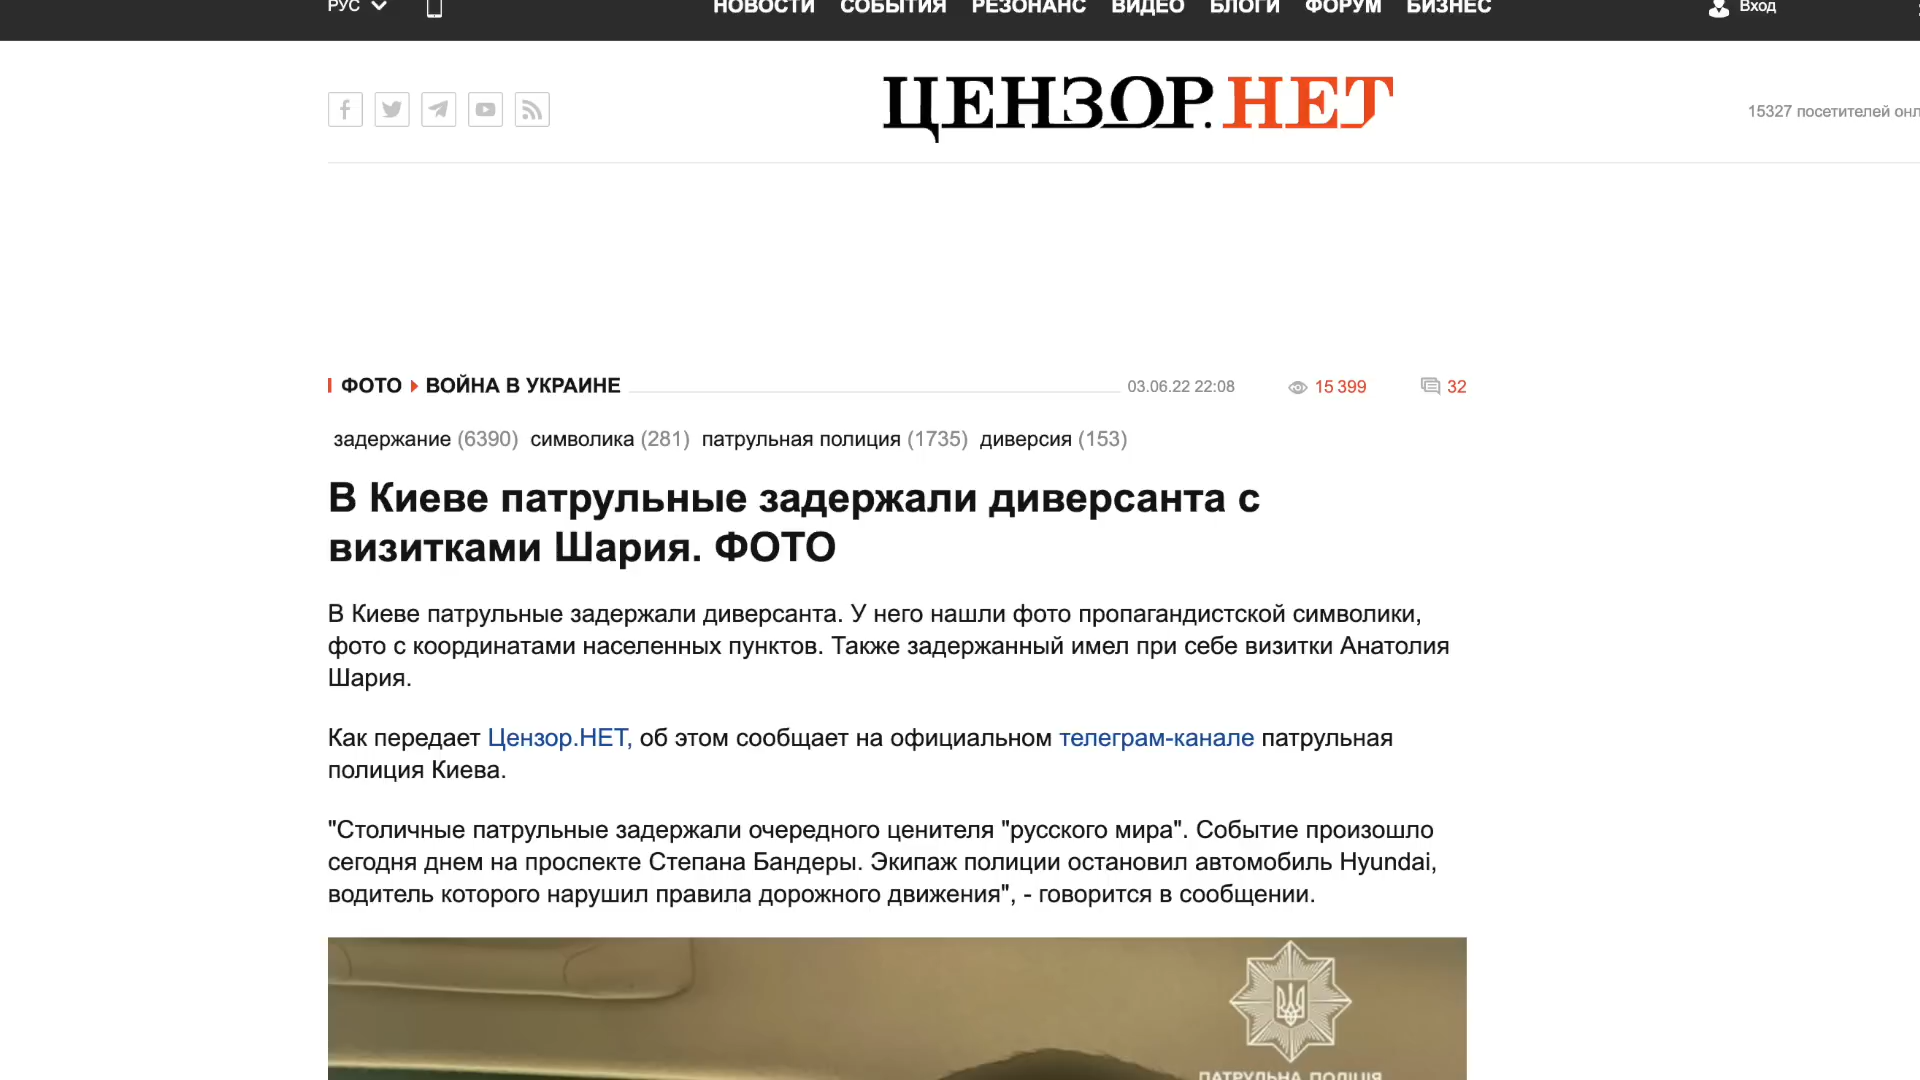 РУС
НОВОСТИ СОБЫТИЯ РЕЗОНАНС ВИДЕО БЛОГИ ФОРУМ БИЗНЕС
Вход
ЦЕНЗОР.НЕТ
15327 посетителей онл
ФОТО ВОЙНА В УКРАИНЕ
03.06.22 22:08
15 399
32
задержание (6390) символика (281) патрульная полиция (1735) диверсия (153)
В Киеве патрульные задержали диверсанта с
визитками Шария. ФОТО
В Киеве патрульные задержали диверсанта. У него нашли фото пропагандистской символики,
фото с координатами населенных пунктов. Также задержанный имел при себе визитки Анатолия
Шария.
Как передает Цензор.НЕТ, об этом сообщает на официальном телеграм-канале патрульная
полиция Киева.
"Столичные патрульные задержали очередного ценителя "русского мира". Событие произошло
сегодня днем на проспекте Степана Бандеры. Экипаж полиции остановил автомобиль Hyundai,
водитель которого нарушил правила дорожного движения", - говорится в сообщении.
ПАТРУЛЬНА ПОЛІЦІЯ